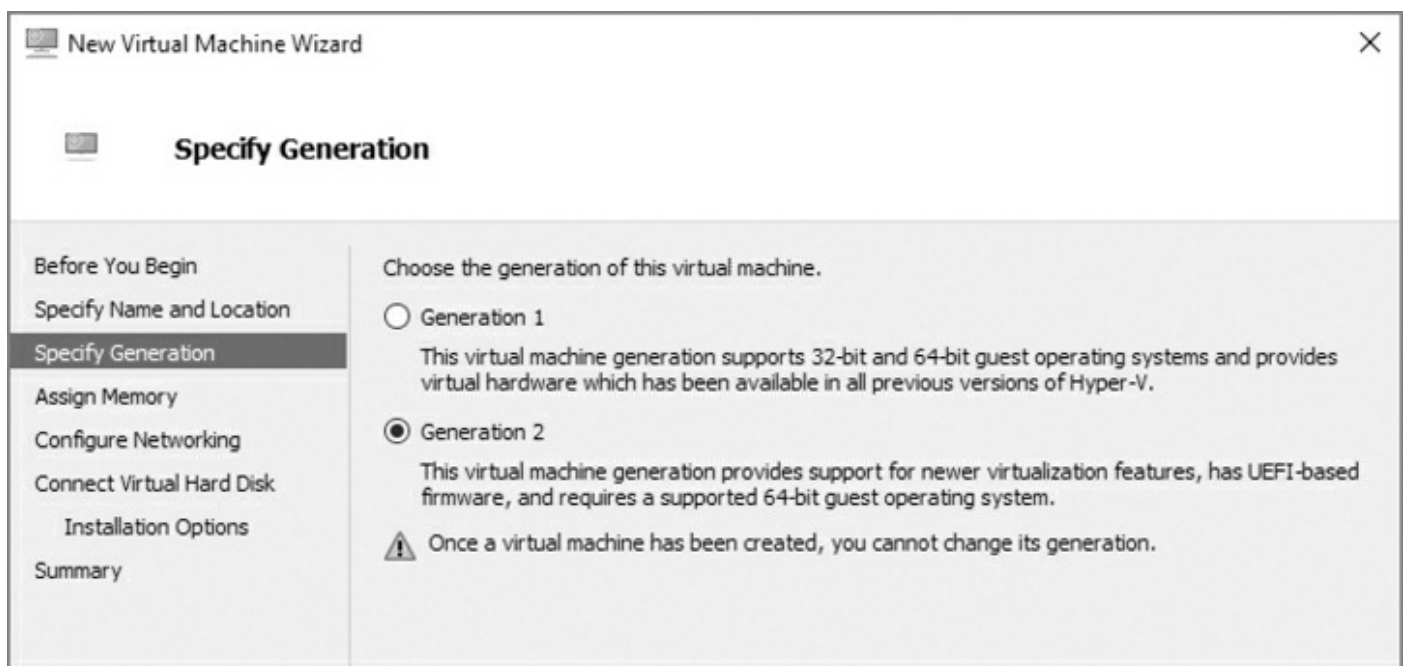 New Virtual Machine Wizard
Specify Generation
Before You Begin
Specify Name and Location
Specify Generation
Assign Memory
Configure Networking
Connect Virtual Hard Disk
Installation Options
Summary
Choose the generation of this virtual machine.
Generation 1
This virtual machine generation supports 32-bit and 64-bit guest operating systems and provides
virtual hardware which has been available in all previous versions of Hyper-V.
Generation 2
This virtual machine generation provides support for newer virtualization features, has UEFI-based
firmware, and requires a supported 64-bit guest operating system.
Once a virtual machine has been created, you cannot change its generation.